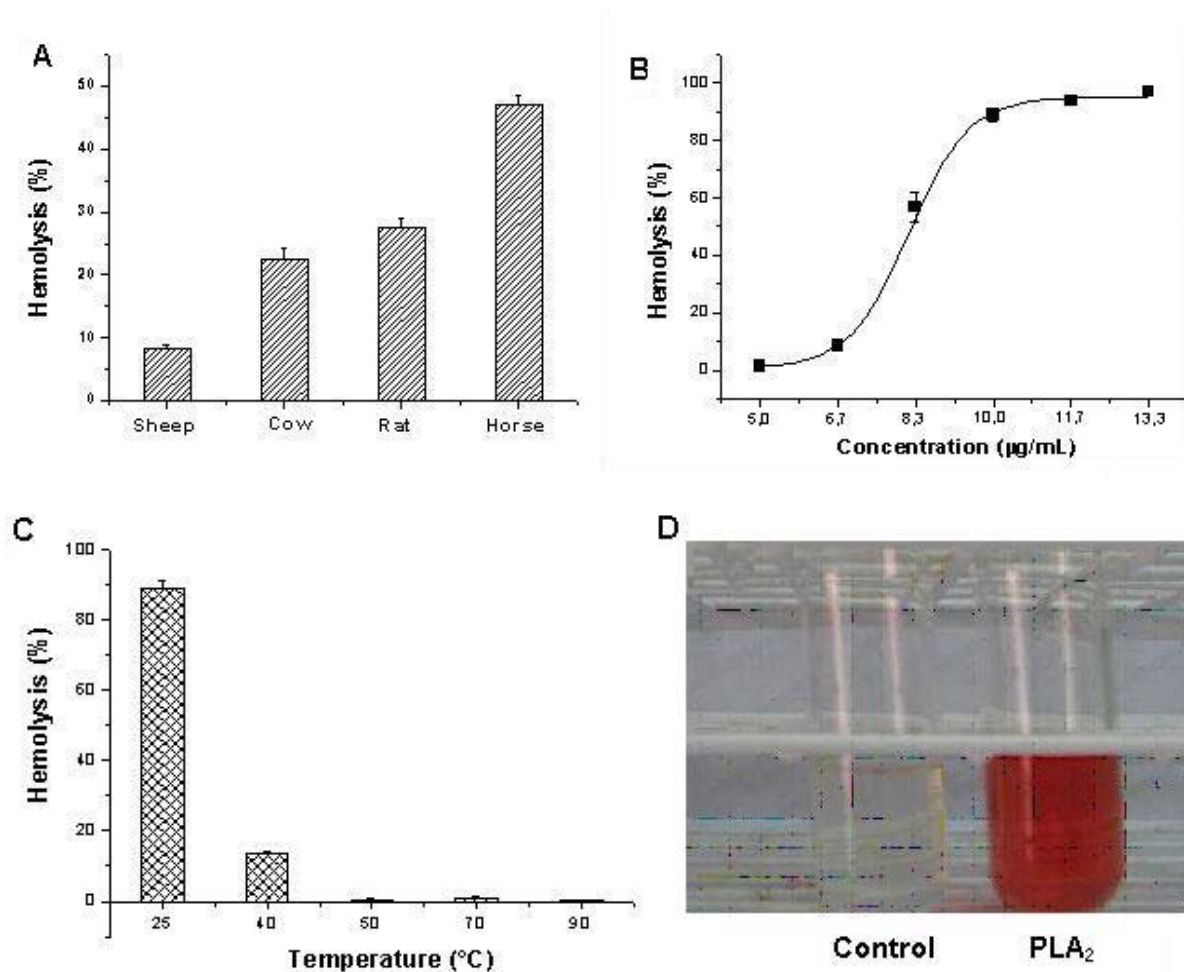 A
Hemolysis (%)
50
40
30
20
10
0
Sheep Cow Rat Horse
B
Hemolysis (%)
100
80
60
40
20
0
5,0 6,7 8,3 10,0 11,7 13,3
Concentration (µg/mL)
C
Hemolysis (%)
100
80
60
40
20
0
25 40 50 70 90
Temperature (°C)
D
Control PLA₂